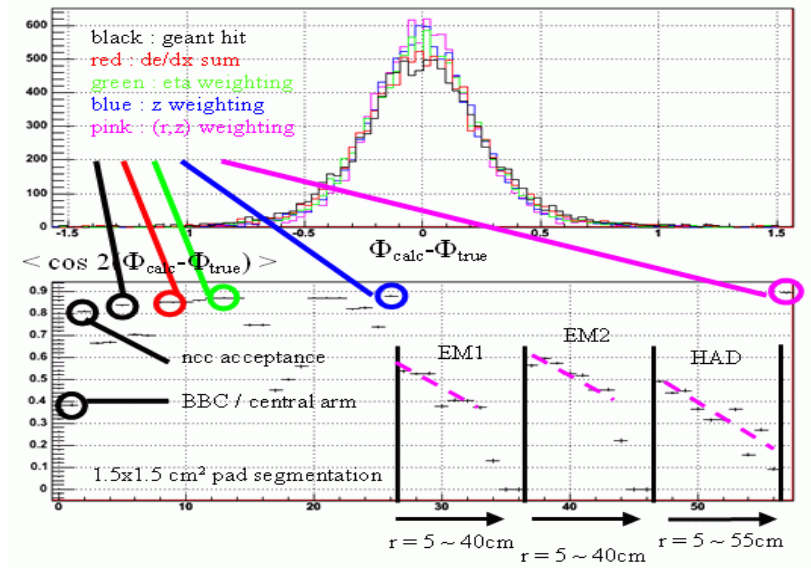 600
500
400
300
200
100
0
black : geant hit
red : de/dx sum
green : eta weighting
blue : z weighting
pink : (r,z) weighting
-1.5 -1 -0.5 0 0.5 1 1.5
Φcalc-Φtrue
< cos 2(Φcalc-Φtrue) >
0.9
0.8
0.7
0.6
0.5
0.4
0.3
0.2
0.1
0
ncc acceptance
BBC / central arm
1.5x1.5 cm² pad segmentation
EM1
EM2
HAD
0 10 20 30 40 50
r = 5 ~ 40cm
r = 5 ~ 40cm
r = 5 ~ 55cm